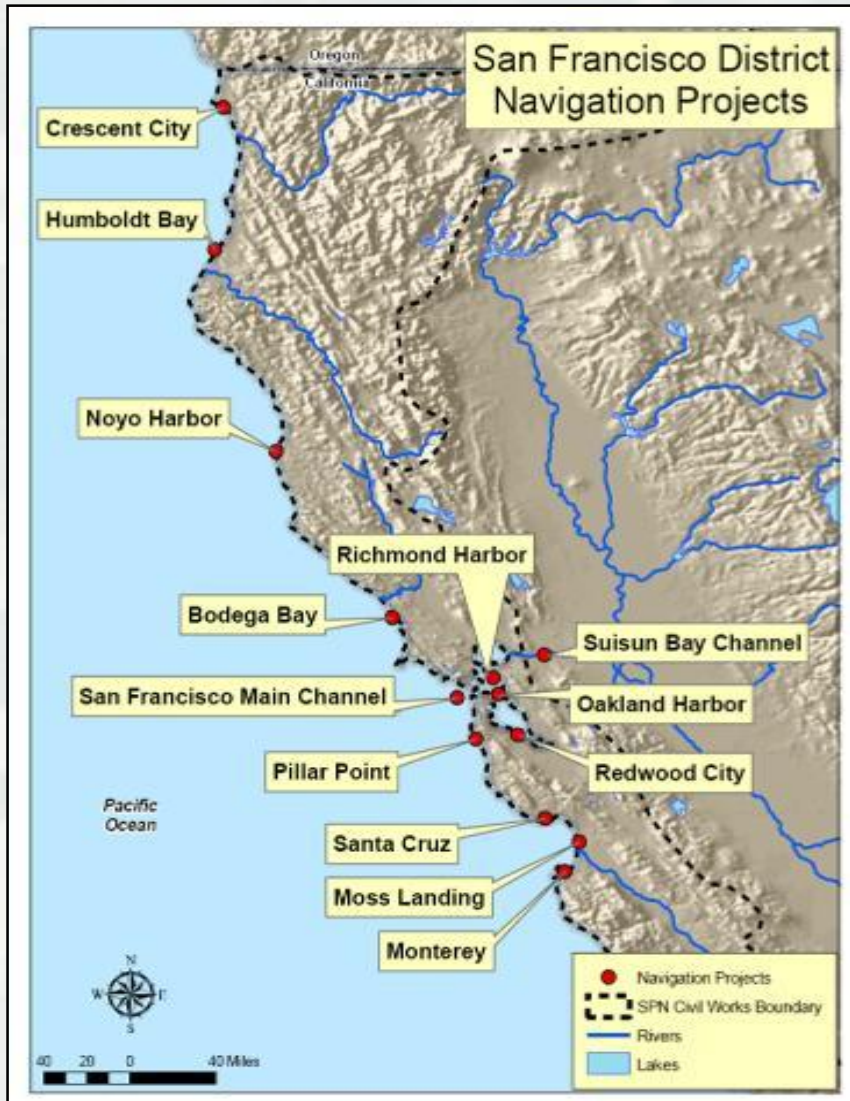 San Francisco District
Navigation Projects
Oregon
California
Crescent City
Humboldt Bay
Noyo Harbor
Richmond Harbor
Bodega Bay
Suisun Bay Channel
San Francisco Main Channel
Oakland Harbor
Pillar Point
Redwood City
Pacific
Ocean
Santa Cruz
Moss Landing
Monterey
N
W
E
S
40 20 0 40 Miles
Navigation Projects
SPN Civil Works Boundary
Rivers
Lakes